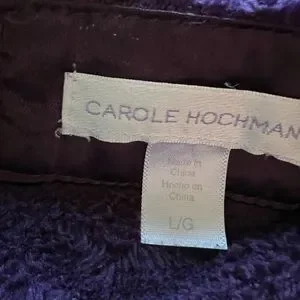 CAROLE HOCHMAN
Made in
China
Hecho en
China
L/G